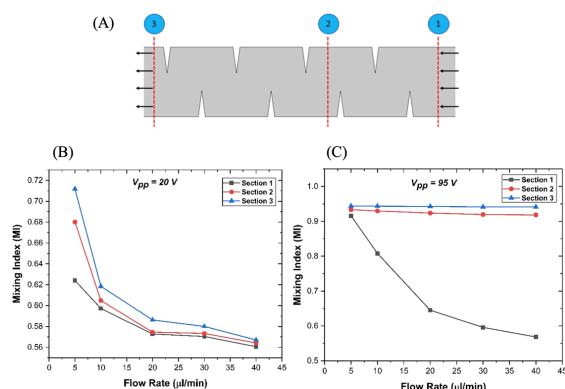 (A)
3 2 1
(B)
V_pp = 20 V
Section 1
Section 2
Section 3
0.72
0.70
0.68
0.66
0.64
0.62
0.60
0.58
0.56
Mixing Index (MI)
0 5 10 15 20 25 30 35 40 45
Flow Rate (µl/min)
(C)
V_pp = 95 V
Section 1
Section 2
Section 3
1.0
0.9
0.8
0.7
0.6
0.5
Mixing Index (MI)
0 5 10 15 20 25 30 35 40 45
Flow Rate (µl/min)